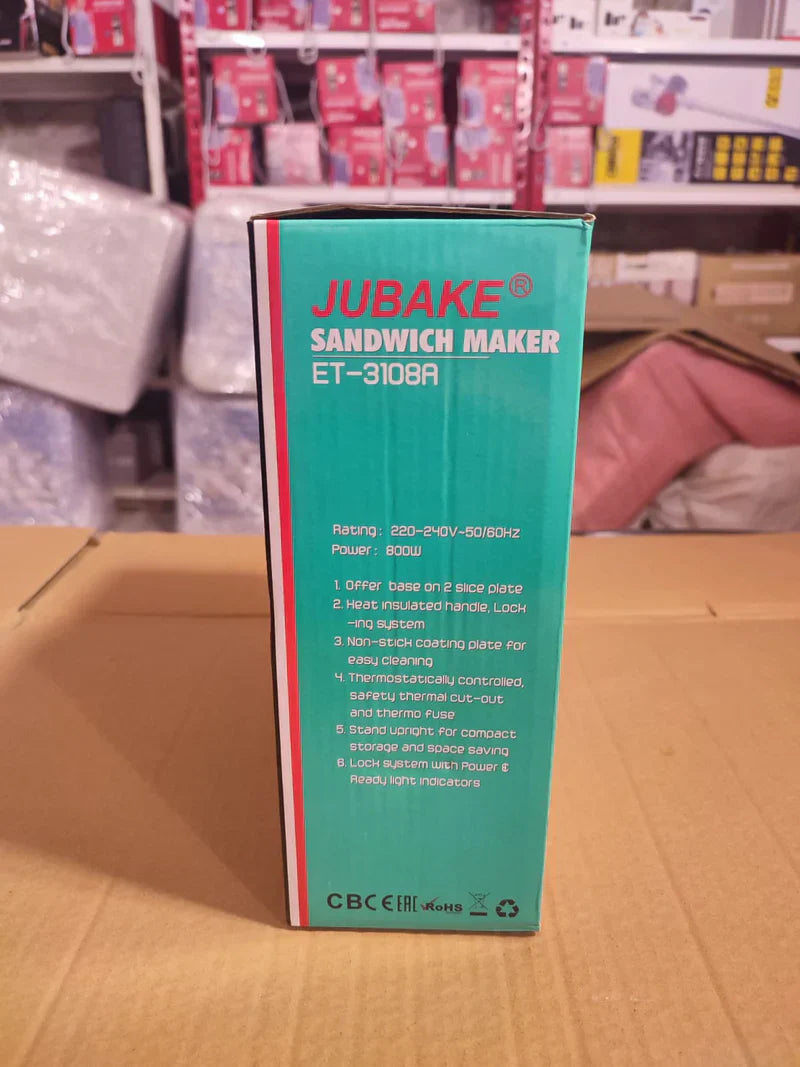 JUBAKE®
SANDWICH MAKER
ET-3108A
Rating: 220-240V~50/60Hz
Power: 800W
1. Offer base on 2 slice plate
2. Heat insulated handle, Lock
-ing system
3. Non-stick coating plate for
easy cleaning
4. Thermostatically controlled,
safety thermal cut-out
and thermo fuse
5. Stand upright for compact
storage and space saving
6. Lock system with Power &
Ready light indicators
CB CE EAC RoHS